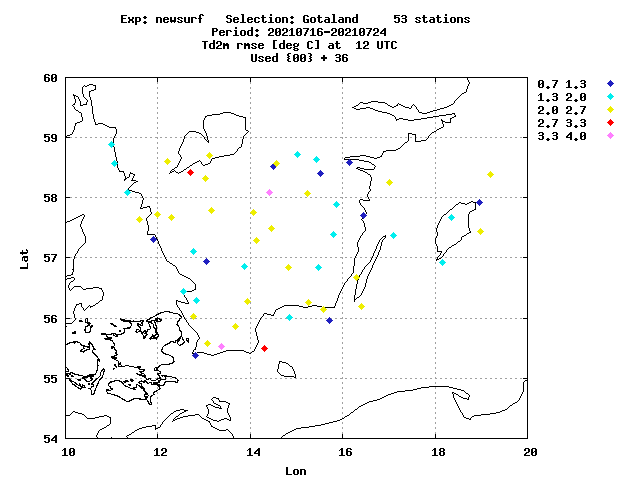 Exp: newsurf   Selection: Gotaland     53 stations
Period: 20210716-20210724
Td2m rmse [deg C] at  12 UTC
Used {00} + 36
0.7 1.3
1.3 2.0
2.0 2.7
2.7 3.3
3.3 4.0
60
59
58
57
56
55
54
Lat
10 12 14 16 18 20
Lon